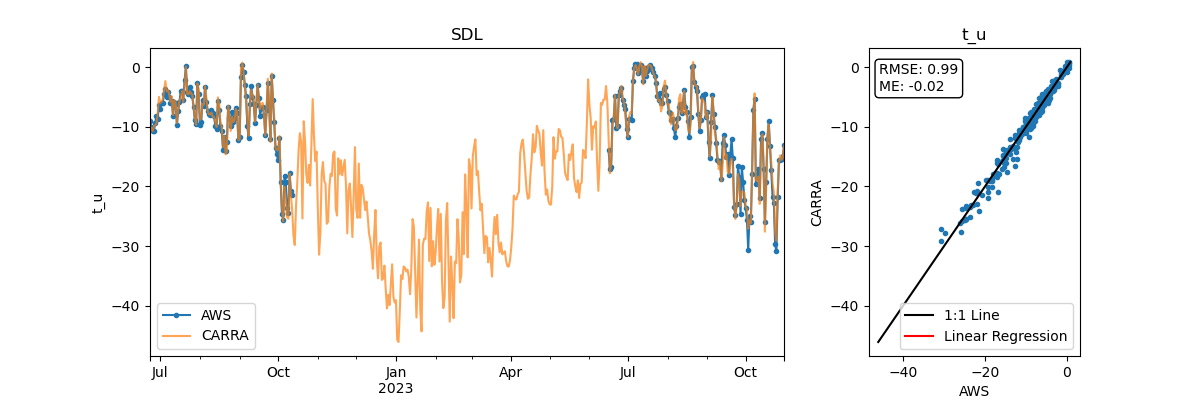 SDL
t_u
0
−10
−20
−30
−40
t_u
AWS
CARRA
Jul
Oct
Jan
2023
Apr
Jul
Oct
t_u
RMSE: 0.99
ME: -0.02
0
−10
−20
−30
−40
CARRA
1:1 Line
Linear Regression
−40
−20
0
AWS